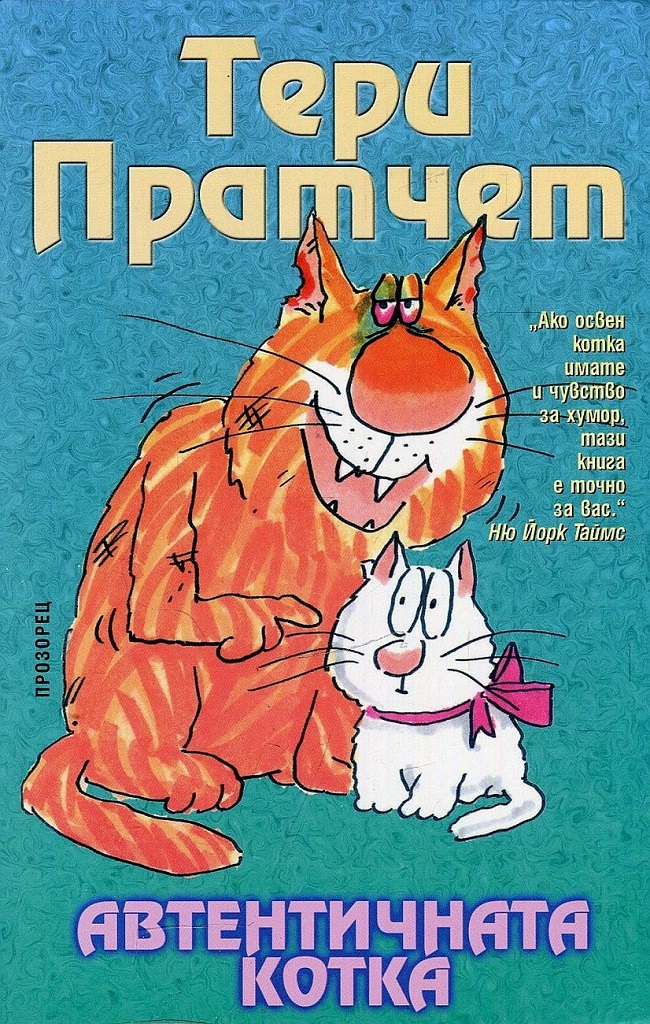 Тери
Пратчет
„Ако освен
котка
имате
и чувство
за хумор,
тази
книга
е точно
за вас.“
Ню Йорк Таймс
ПРОЗОРЕЦ
АВТЕНТИЧНАТА
КОТКА